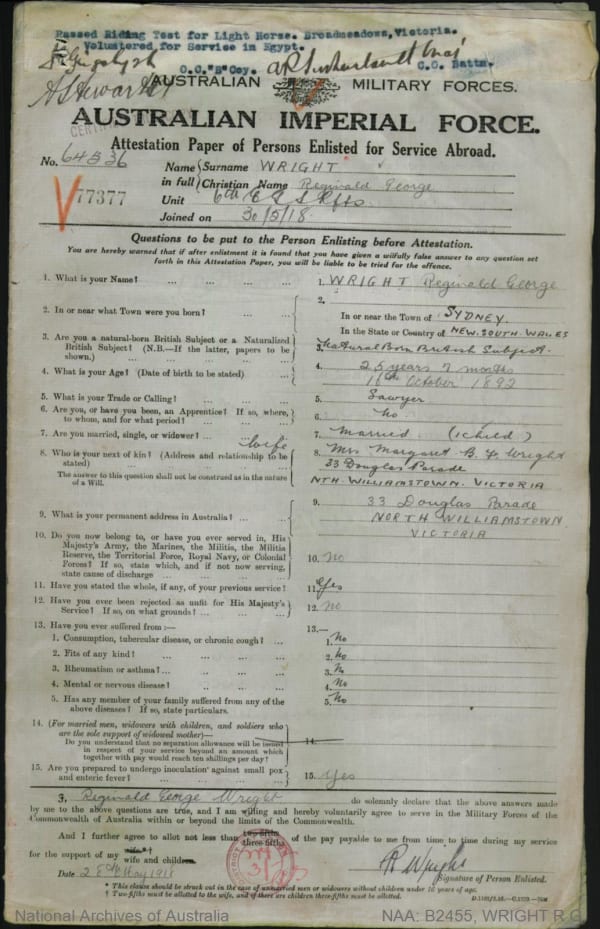 Passed Riding Test for Light Horse. Broadmeadows, Victoria.
Volunteered for Service in Egypt.
O.C. "B" Coy.
C.O. Battn.
AUSTRALIAN MILITARY FORCES.
AUSTRALIAN IMPERIAL FORCE.
Attestation Paper of Persons Enlisted for Service Abroad.
No. 64536
77377
Name in full
Surname WRIGHT
Christian Name Reginald George
Unit 6th
Joined on 30/5/18.
Questions to be put to the Person Enlisting before Attestation.
You are hereby warned that if after enlistment it is found that you have given a wilfully false answer to any question set
forth in this Attestation Paper, you will be liable to be tried for the offence.
1. What is your Name? ... ... ... 1. WRIGHT Reginald George
2. In or near what Town were you born? ... ... 2.
In or near the Town of SYDNEY.
In the State or Country of NEW. SOUTH. WALES
3. Are you a natural-born British Subject or a Naturalized
British Subject? (N.B.—If the latter, papers to be
shown.) 3. Natural Born British Subject.
4. What is your Age? (Date of birth to be stated) ... 4. 25 years 7 months
16th October 1892
5. What is your Trade or Calling? ... ... 5. Sawyer
6. Are you, or have you been, an Apprentice? If so, where,
to whom, and for what period? ... ... 6. No
7. Are you married, single, or widower? ... 7. Married. (1 child)
wife
8. Who is your next of kin? (Address and relationship to be
stated) 8. Mrs Margaret B. Wright
33 Douglas Parade
NTH. WILLIAMSTOWN. VICTORIA
The answer to this question shall not be construed as in the nature
of a Will.
9. What is your permanent address in Australia? ... 9. 33 Douglas Parade
NORTH WILLIAMSTOWN.
VICTORIA
10. Do you now belong to, or have you ever served in, His
Majesty's Army, the Marines, the Militia, the Militia
Reserve, the Territorial Force, Royal Navy, or Colonial
Forces? If so, state which, and if not now serving,
state cause of discharge ... ... 10. No
11. Have you stated the whole, if any, of your previous service? 11. Yes
12. Have you ever been rejected as unfit for His Majesty's
Service? If so, on what grounds? ... ... 12. No
13. Have you ever suffered from:— 13.—
1. Consumption, tubercular disease, or chronic cough? ... 1. No
2. Fits of any kind? ... ... 2. No
3. Rheumatism or asthma? ... ... 3. No
4. Mental or nervous disease? ... ... 4. No
5. Has any member of your family suffered from any of the
above diseases? If so, state particulars. 5. No
14. (For married men, widowers with children, and soldiers who
are the sole support of widowed mother)—
Do you understand that no separation allowance will be issued
in respect of your service beyond an amount which
together with pay would reach ten shillings per day? 14.
15. Are you prepared to undergo inoculation against small pox
and enteric fever? ... ... 15. Yes
I, Reginald George Wright do solemnly declare that the above answers made
by me to the above questions are true, and I am willing and hereby voluntarily agree to serve in the Military Forces of the
Commonwealth of Australia within or beyond the limits of the Commonwealth.
And I further agree to allot not less than two-fifths three-fifths of the pay payable to me from time to time during my service
for the support of my wife and children.
Date 28th May 1918
R. Wright
Signature of Person Enlisted.
* This clause should be struck out in the case of unmarried men or widowers without children under 16 years of age.
† Two-fifths must be allotted to the wife, and if there are children three-fifths must be allotted.
National Archives of Australia
NAA: B2455, WRIGHT R G